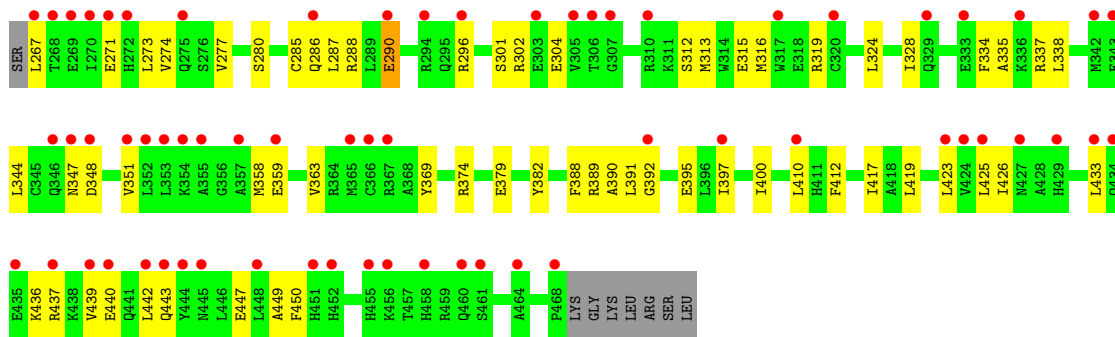 SER L267 T268 E269 I270 E271 H272 L273 V274 Q275 S276 V277 S280 C285 Q286 L287 R288 L289 E290 R294 Q295 R296 S301 R302 E303 E304 V305 T306 G307 R310 K311 S312 M313 W314 E315 M316 W317 E318 R319 C320 L324 I328 Q329 E333 F334 A335 K336 R337 L338 M342 E343
L344 C345 Q346 N347 D348 V351 L352 L353 K354 A355 G356 A357 M358 E359 V363 R364 M365 C366 R367 A368 Y369 R374 E379 Y382 F388 R389 A390 L391 G392 E395 L396 I397 I400 L410 H411 F412 I417 A418 L419 L423 V424 L425 I426 N427 A428 H429 L433 Q434
E435 K436 R437 K438 V439 E440 Q441 L442 Q443 Y444 N445 L446 E447 L448 A449 F450 H451 H452 H455 K456 T457 H458 R459 Q460 S461 A464 P468 LYS GLY LYS LEU ARG SER LEU